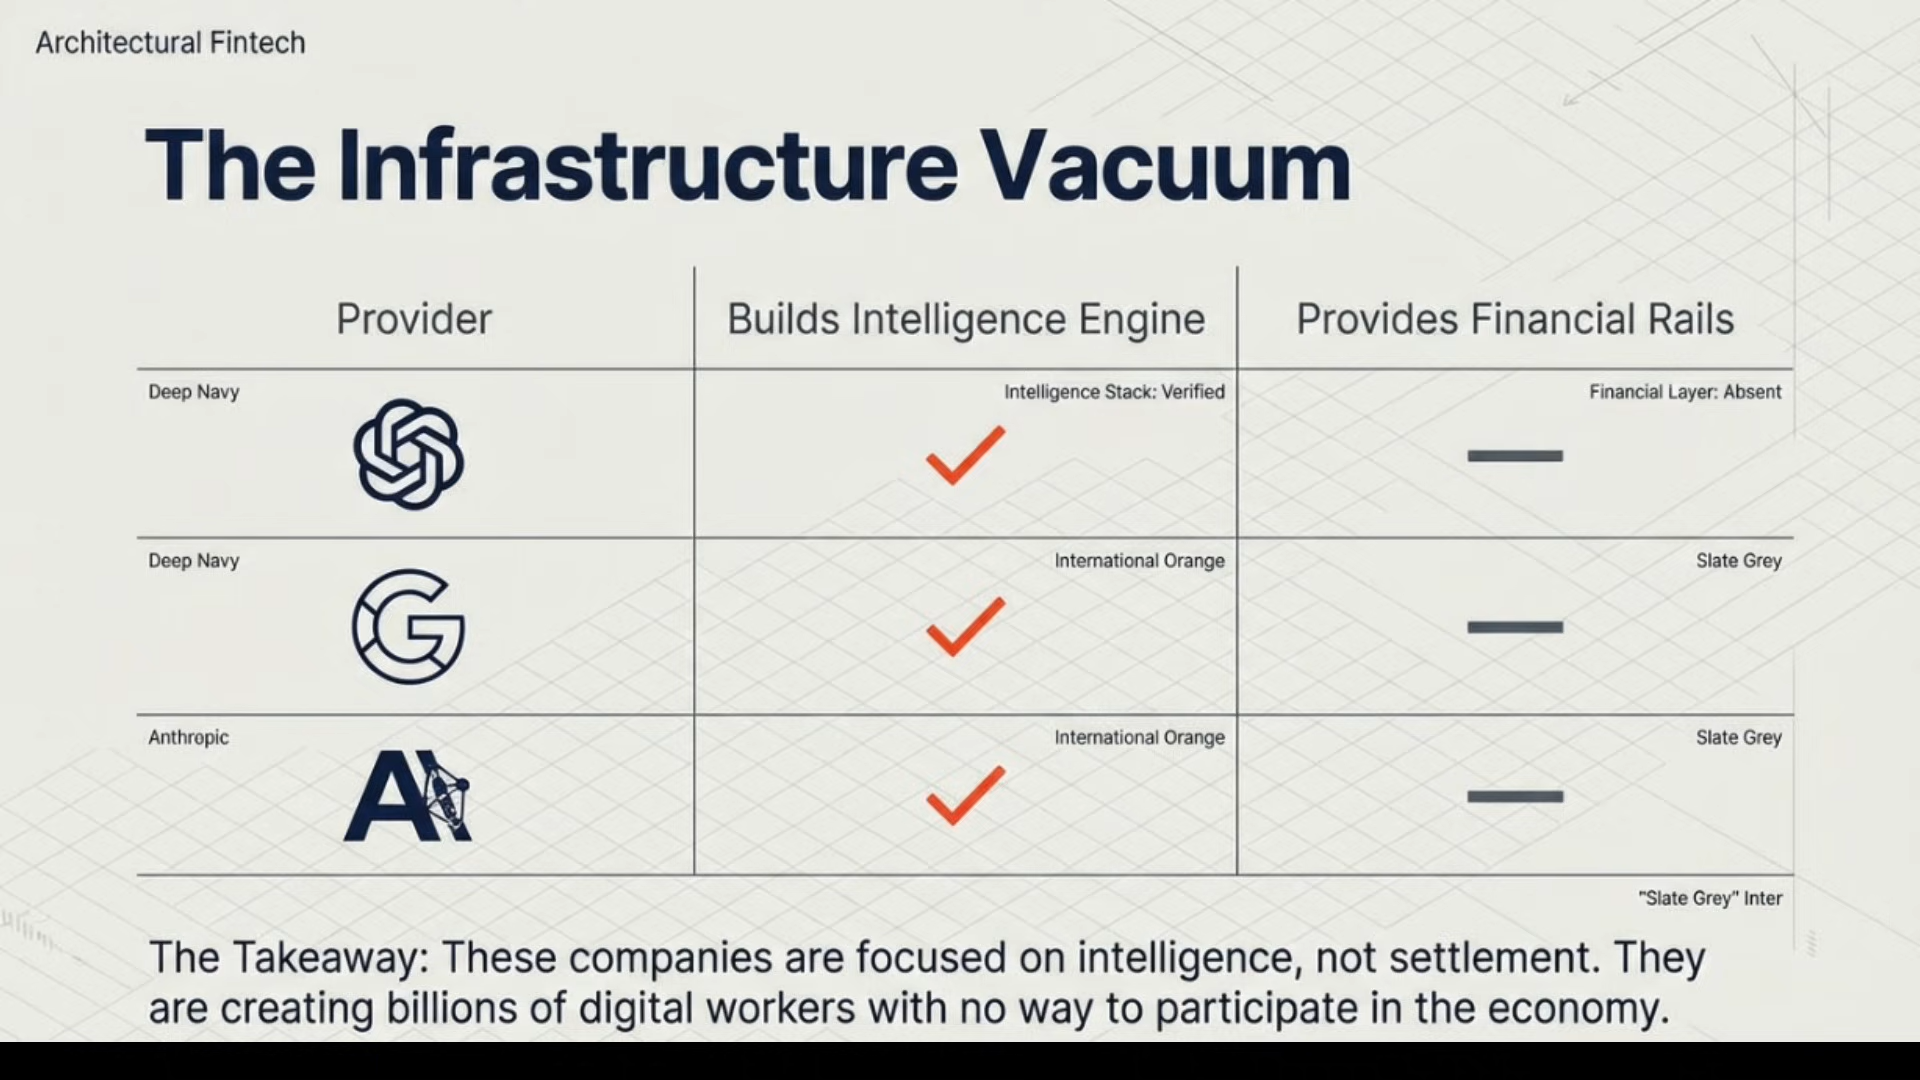 Architectural Fintech
The Infrastructure Vacuum
Provider
Builds Intelligence Engine
Provides Financial Rails
Deep Navy
Intelligence Stack: Verified
Financial Layer: Absent
Deep Navy
International Orange
Slate Grey
Anthropic
International Orange
Slate Grey
"Slate Grey" Inter
The Takeaway: These companies are focused on intelligence, not settlement. They
are creating billions of digital workers with no way to participate in the economy.